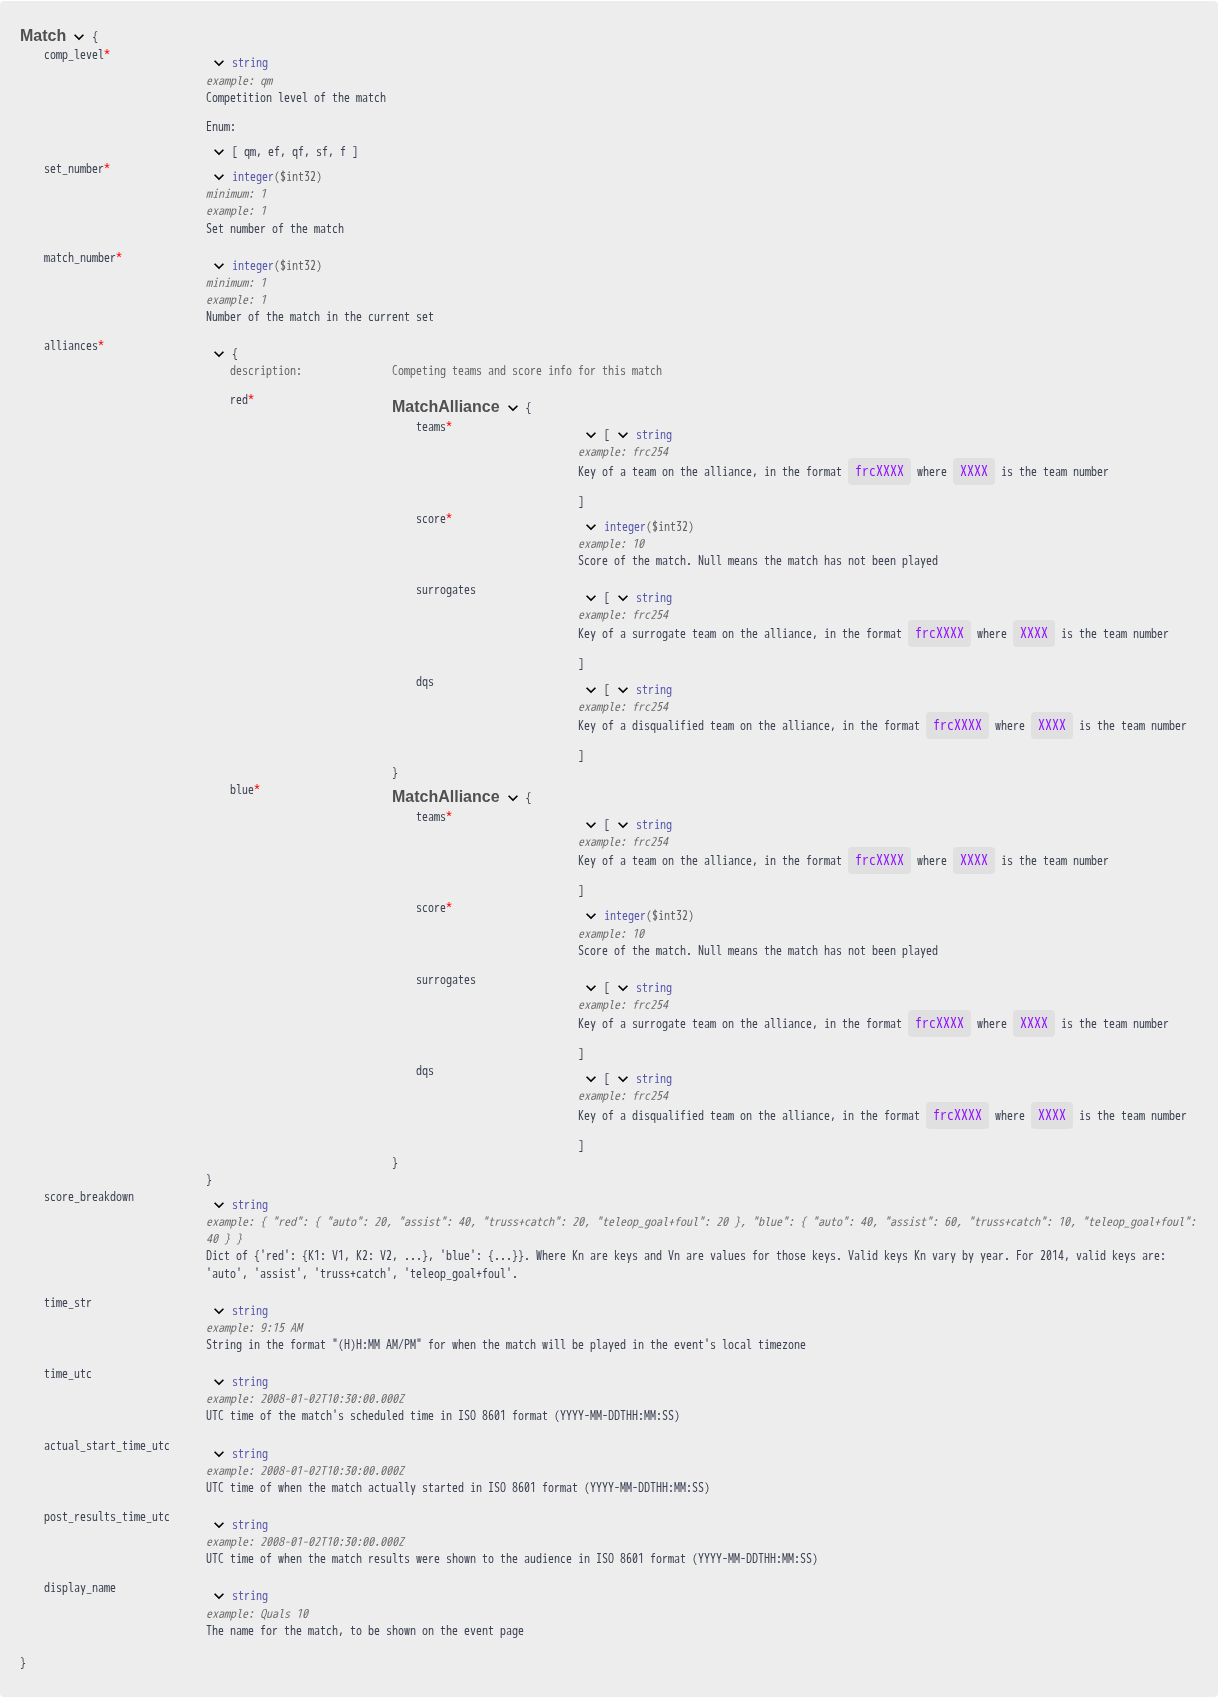 Match {
comp_level*
string
example: qm
Competition level of the match
Enum:
[ qm, ef, qf, sf, f ]
set_number*
integer($int32)
minimum: 1
example: 1
Set number of the match
match_number*
integer($int32)
minimum: 1
example: 1
Number of the match in the current set
alliances*
{
description: Competing teams and score info for this match
red*
MatchAlliance {
teams*
[ string
example: frc254
Key of a team on the alliance, in the format frcXXXX where XXXX is the team number
]
score*
integer($int32)
example: 10
Score of the match. Null means the match has not been played
surrogates
[ string
example: frc254
Key of a surrogate team on the alliance, in the format frcXXXX where XXXX is the team number
]
dqs
[ string
example: frc254
Key of a disqualified team on the alliance, in the format frcXXXX where XXXX is the team number
]
}
blue*
MatchAlliance {
teams*
[ string
example: frc254
Key of a team on the alliance, in the format frcXXXX where XXXX is the team number
]
score*
integer($int32)
example: 10
Score of the match. Null means the match has not been played
surrogates
[ string
example: frc254
Key of a surrogate team on the alliance, in the format frcXXXX where XXXX is the team number
]
dqs
[ string
example: frc254
Key of a disqualified team on the alliance, in the format frcXXXX where XXXX is the team number
]
}
}
score_breakdown
string
example: { "red": { "auto": 20, "assist": 40, "truss+catch": 20, "teleop_goal+foul": 20 }, "blue": { "auto": 40, "assist": 60, "truss+catch": 10, "teleop_goal+foul":
40 } }
Dict of {'red': {K1: V1, K2: V2, ...}, 'blue': {...}}. Where Kn are keys and Vn are values for those keys. Valid keys Kn vary by year. For 2014, valid keys are:
'auto', 'assist', 'truss+catch', 'teleop_goal+foul'.
time_str
string
example: 9:15 AM
String in the format "(H)H:MM AM/PM" for when the match will be played in the event's local timezone
time_utc
string
example: 2008-01-02T10:30:00.000Z
UTC time of the match's scheduled time in ISO 8601 format (YYYY-MM-DDTHH:MM:SS)
actual_start_time_utc
string
example: 2008-01-02T10:30:00.000Z
UTC time of when the match actually started in ISO 8601 format (YYYY-MM-DDTHH:MM:SS)
post_results_time_utc
string
example: 2008-01-02T10:30:00.000Z
UTC time of when the match results were shown to the audience in ISO 8601 format (YYYY-MM-DDTHH:MM:SS)
display_name
string
example: Quals 10
The name for the match, to be shown on the event page
}